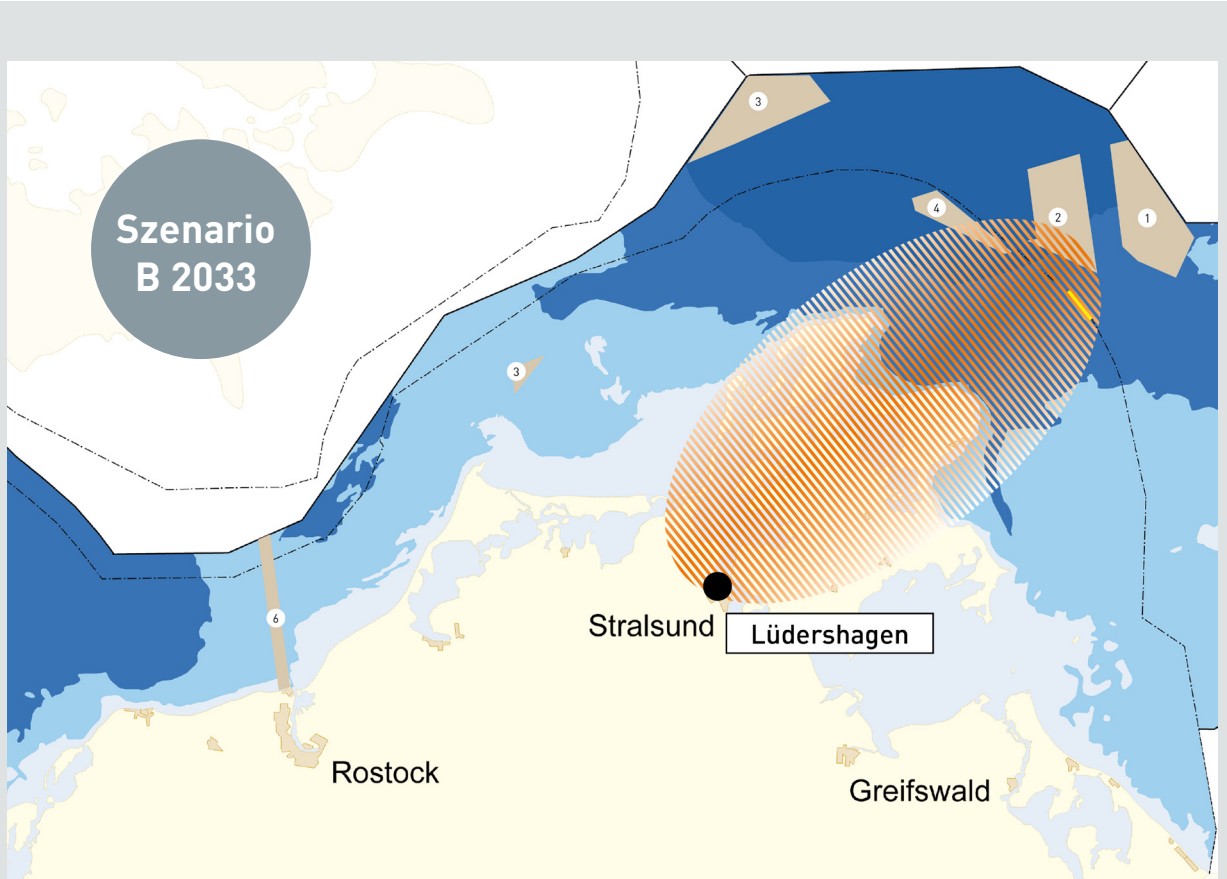 3
4
2
1
Szenario
B 2033
3
6
Stralsund
Lüdershagen
Rostock
Greifswald